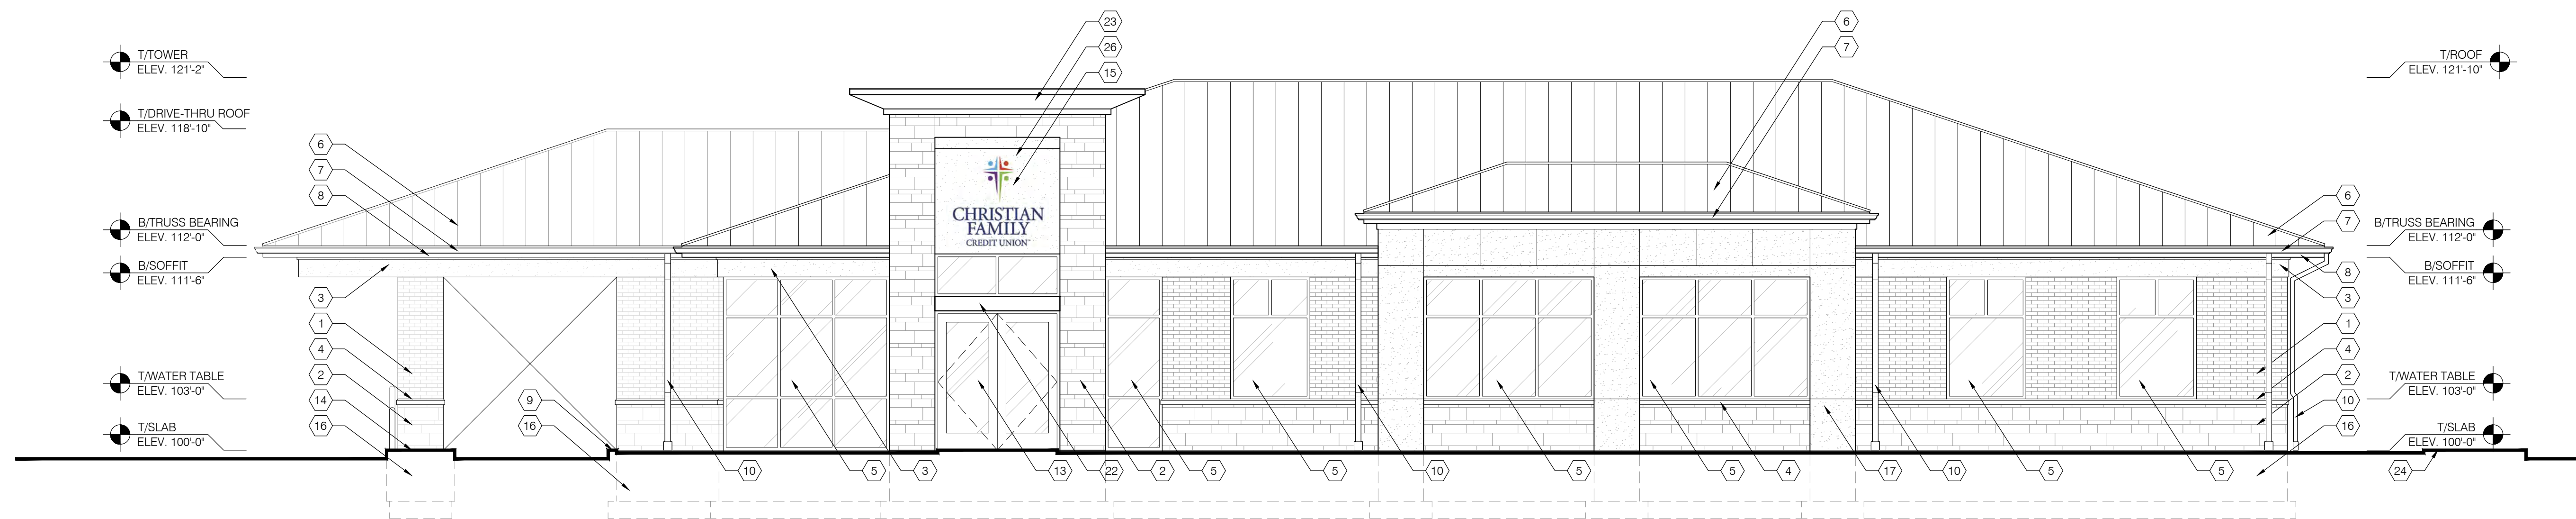 T/TOWER
ELEV. 121'-2"
T/DRIVE-THRU ROOF
ELEV. 118'-10"
B/TRUSS BEARING
ELEV. 112'-0"
B/SOFFIT
ELEV. 111'-6"
T/WATER TABLE
ELEV. 103'-0"
T/SLAB
ELEV. 100'-0"
6
7
8
3
1
4
2
14
16
9
16
23
26
15
CHRISTIAN
FAMILY
CREDIT UNION™
6
7
10
5
3
13
22
2
5
5
10
5
5
4
17
10
5
5
24
6
7
8
3
1
4
2
10
16
T/ROOF
ELEV. 121'-10"
B/TRUSS BEARING
ELEV. 112'-0"
B/SOFFIT
ELEV. 111'-6"
T/WATER TABLE
ELEV. 103'-0"
T/SLAB
ELEV. 100'-0"